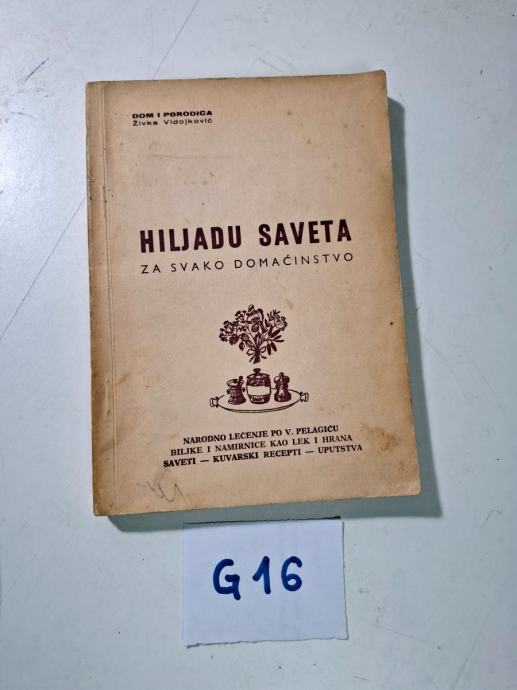 DOM I PORODICA
Živka Vidojković
HILJADU SAVETA
ZA SVAKO DOMAĆINSTVO
NARODNO LEČENJE PO V. PELAGIĆU
BILJKE I NAMIRNICE KAO LEK I HRANA
SAVETI — KUVARSKI RECEPTI — UPUTSTVA
G16